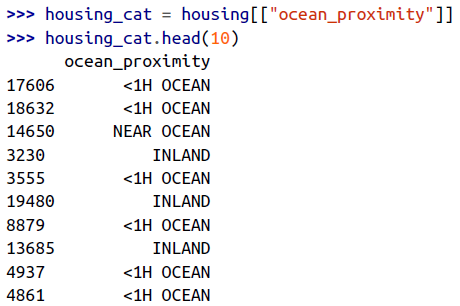 >>> housing_cat = housing[["ocean_proximity"]]
>>> housing_cat.head(10)
      ocean_proximity
17606       <1H OCEAN
18632       <1H OCEAN
14650      NEAR OCEAN
3230           INLAND
3555        <1H OCEAN
19480          INLAND
8879        <1H OCEAN
13685          INLAND
4937        <1H OCEAN
4861        <1H OCEAN